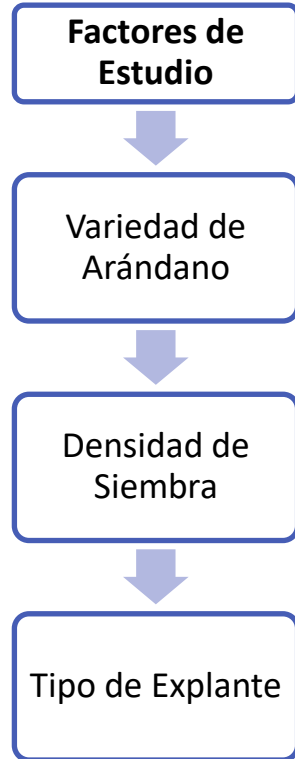 Factores de
Estudio
Variedad de
Arándano
Densidad de
Siembra
Tipo de Explante